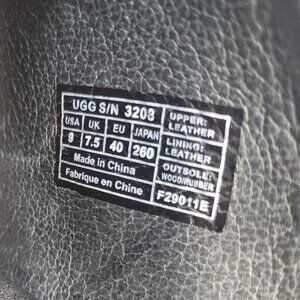 UGG S/N 3208
USA UK EU JAPAN
9 7.5 40 260
Made in China
Fabrique en Chine
UPPER:
LEATHER
LINING:
LEATHER
OUTSOLE:
WOOD/RUBBER
F29011E